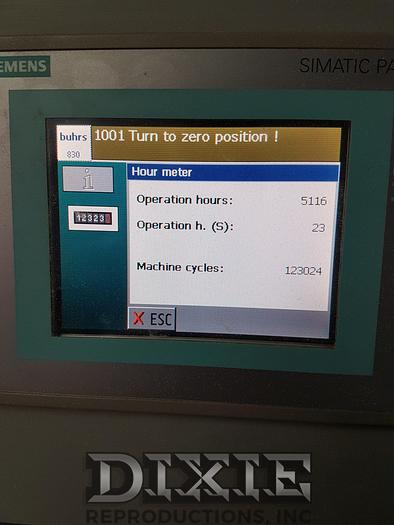 SIEMENS
SIMATIC PA
buhrs
830
1001 Turn to zero position !
i
Hour meter
Operation hours: 5116
12323
Operation h. (S): 23
Machine cycles: 123024
X ESC
DIXIE
REPRODUCTIONS, INC.